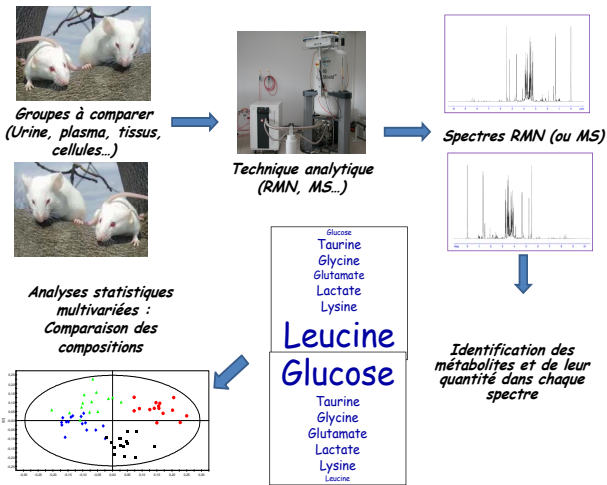 Groupes à comparer
(Urine, plasma, tissus,
cellules…)
Technique analytique
(RMN, MS…)
Spectres RMN (ou MS)
Identification des
métabolites et de leur
quantité dans chaque
spectre
Glucose
Taurine
Glycine
Glutamate
Lactate
Lysine
Leucine
Glucose
Taurine
Glycine
Glutamate
Lactate
Lysine
Leucine
Analyses statistiques
multivariées :
Comparaison des
compositions